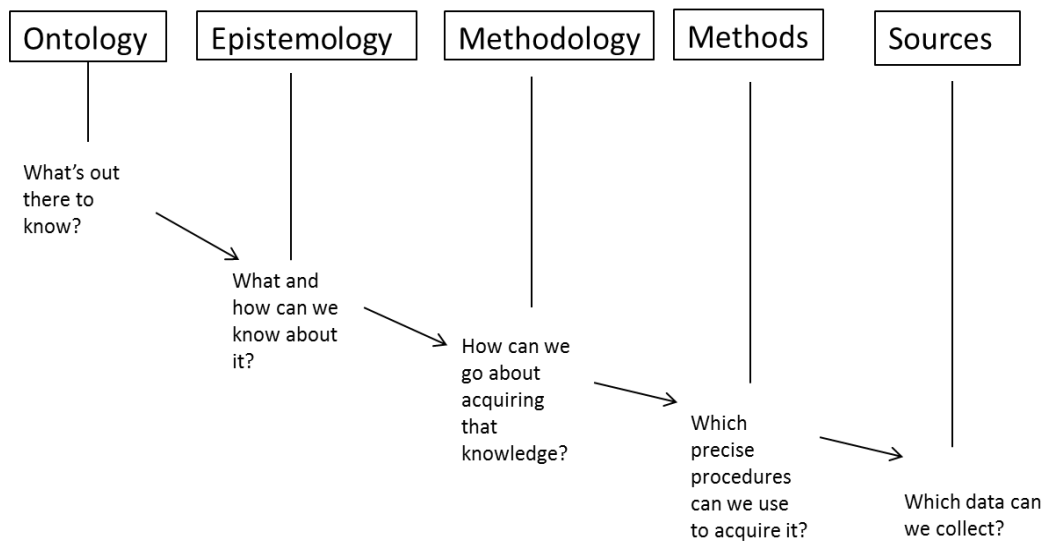 Ontology
Epistemology
Methodology
Methods
Sources
What’s out
there to
know?
What and
how can we
know about
it?
How can we
go about
acquiring
that
knowledge?
Which
precise
procedures
can we use
to acquire it?
Which data can
we collect?